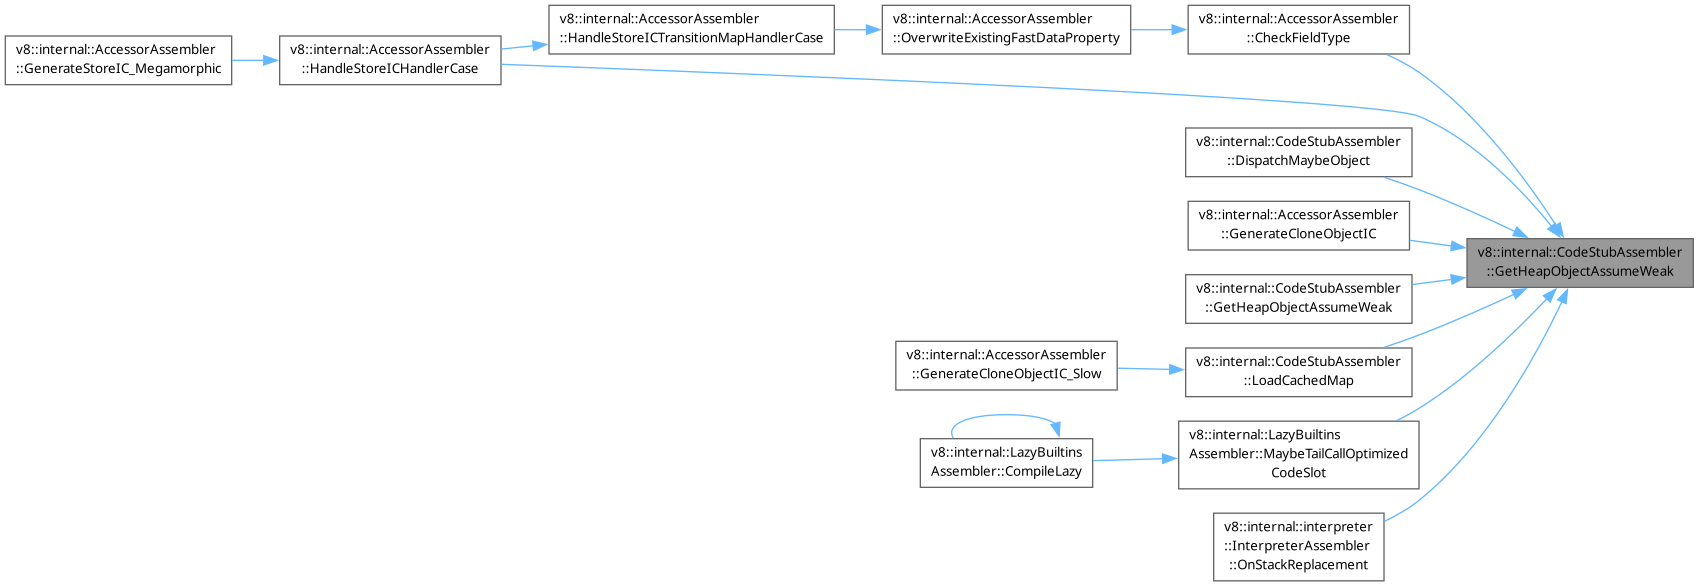 v8::internal::AccessorAssembler
::GenerateStoreIC_Megamorphic
v8::internal::AccessorAssembler
::HandleStoreICHandlerCase
v8::internal::AccessorAssembler
::HandleStoreICTransitionMapHandlerCase
v8::internal::AccessorAssembler
::OverwriteExistingFastDataProperty
v8::internal::AccessorAssembler
::CheckFieldType
v8::internal::CodeStubAssembler
::DispatchMaybeObject
v8::internal::AccessorAssembler
::GenerateCloneObjectIC
v8::internal::CodeStubAssembler
::GetHeapObjectAssumeWeak
v8::internal::CodeStubAssembler
::GetHeapObjectAssumeWeak
v8::internal::AccessorAssembler
::GenerateCloneObjectIC_Slow
v8::internal::CodeStubAssembler
::LoadCachedMap
v8::internal::LazyBuiltins
Assembler::CompileLazy
v8::internal::LazyBuiltins
Assembler::MaybeTailCallOptimized
CodeSlot
v8::internal::interpreter
::InterpreterAssembler
::OnStackReplacement